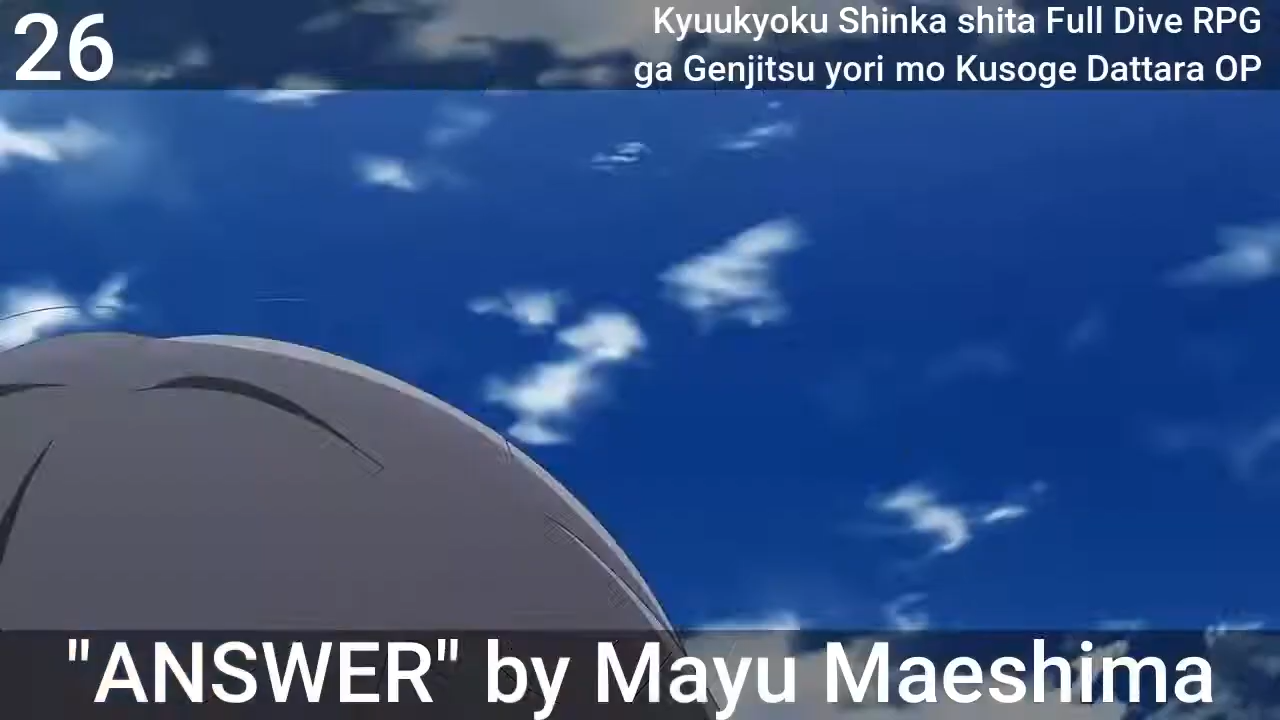 26
Kyuukyoku Shinka shita Full Dive RPG
ga Genjitsu yori mo Kusoge Dattara OP
"ANSWER" by Mayu Maeshima